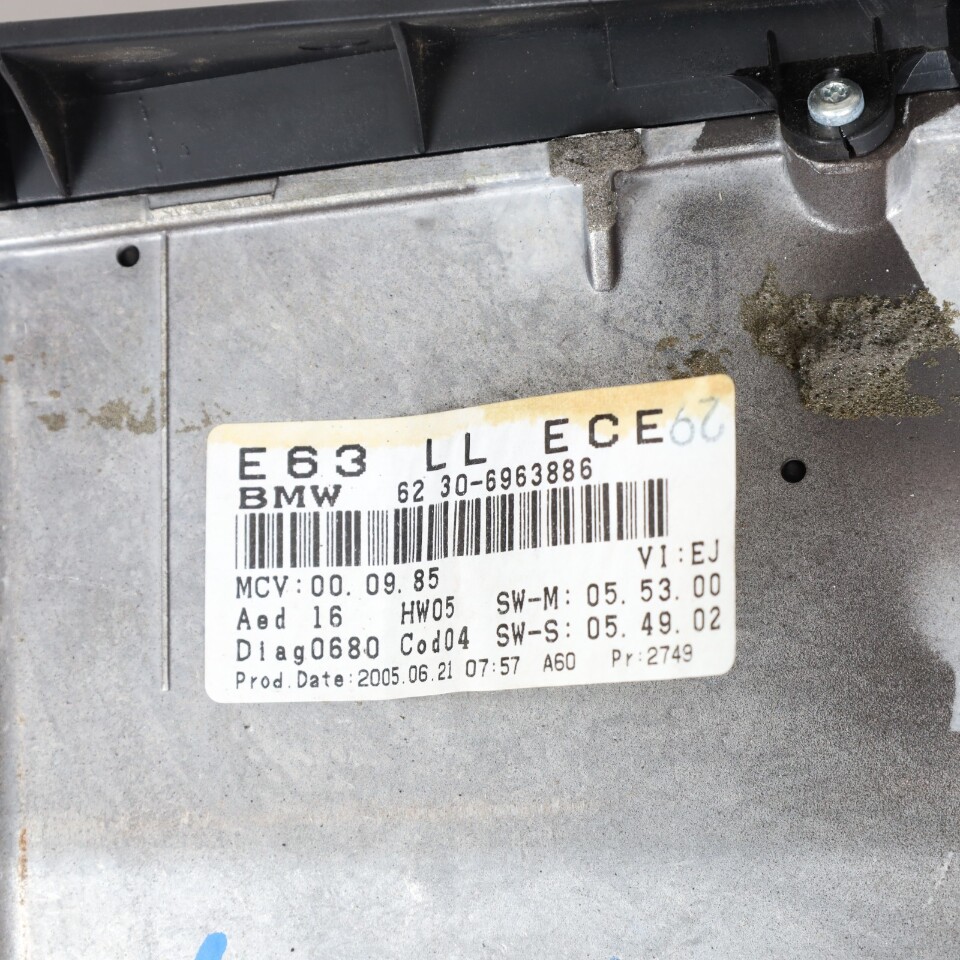 E63 LL ECE 29
BMW 62 30-6963886
VI:EJ
MCV:00.09.85
Aed 16 HW05 SW-M: 05.53.00
Diag0680 Cod04 SW-S: 05.49.02
Prod.Date:2005.06.21 07:57 A60 Pr:2749